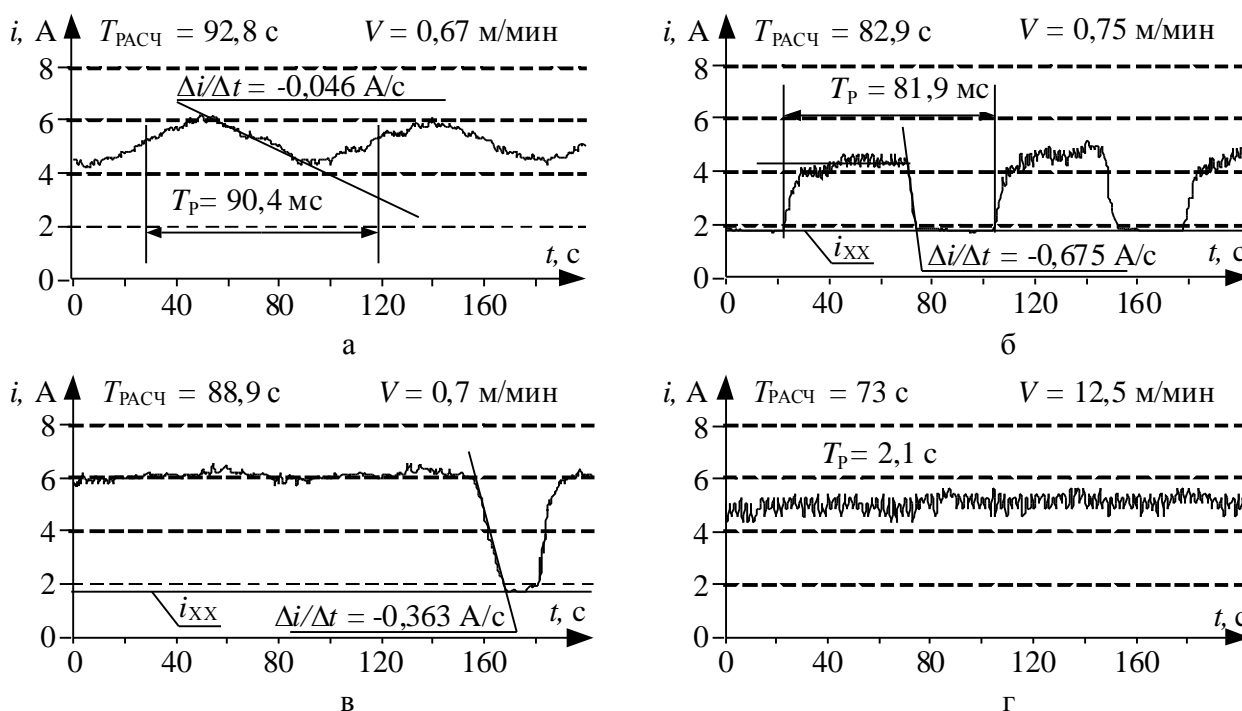 i, А T_РАСЧ = 92,8 с V = 0,67 м/мин
8
Δi/Δt = -0,046 А/с
6
4
T_Р= 90,4 мс
2
t, с
0
0 40 80 120 160
а
i, А T_РАСЧ = 82,9 с V = 0,75 м/мин
8
T_Р = 81,9 мс
6
4
2
i_ХХ
Δi/Δt = -0,675 А/с
t, с
0
0 40 80 120 160
б
i, А T_РАСЧ = 88,9 с V = 0,7 м/мин
8
6
4
2
i_ХХ
Δi/Δt = -0,363 А/с
t, с
0
0 40 80 120 160
в
i, А T_РАСЧ = 73 с V = 12,5 м/мин
8
T_Р = 2,1 с
6
4
2
t, с
0
0 40 80 120 160
г